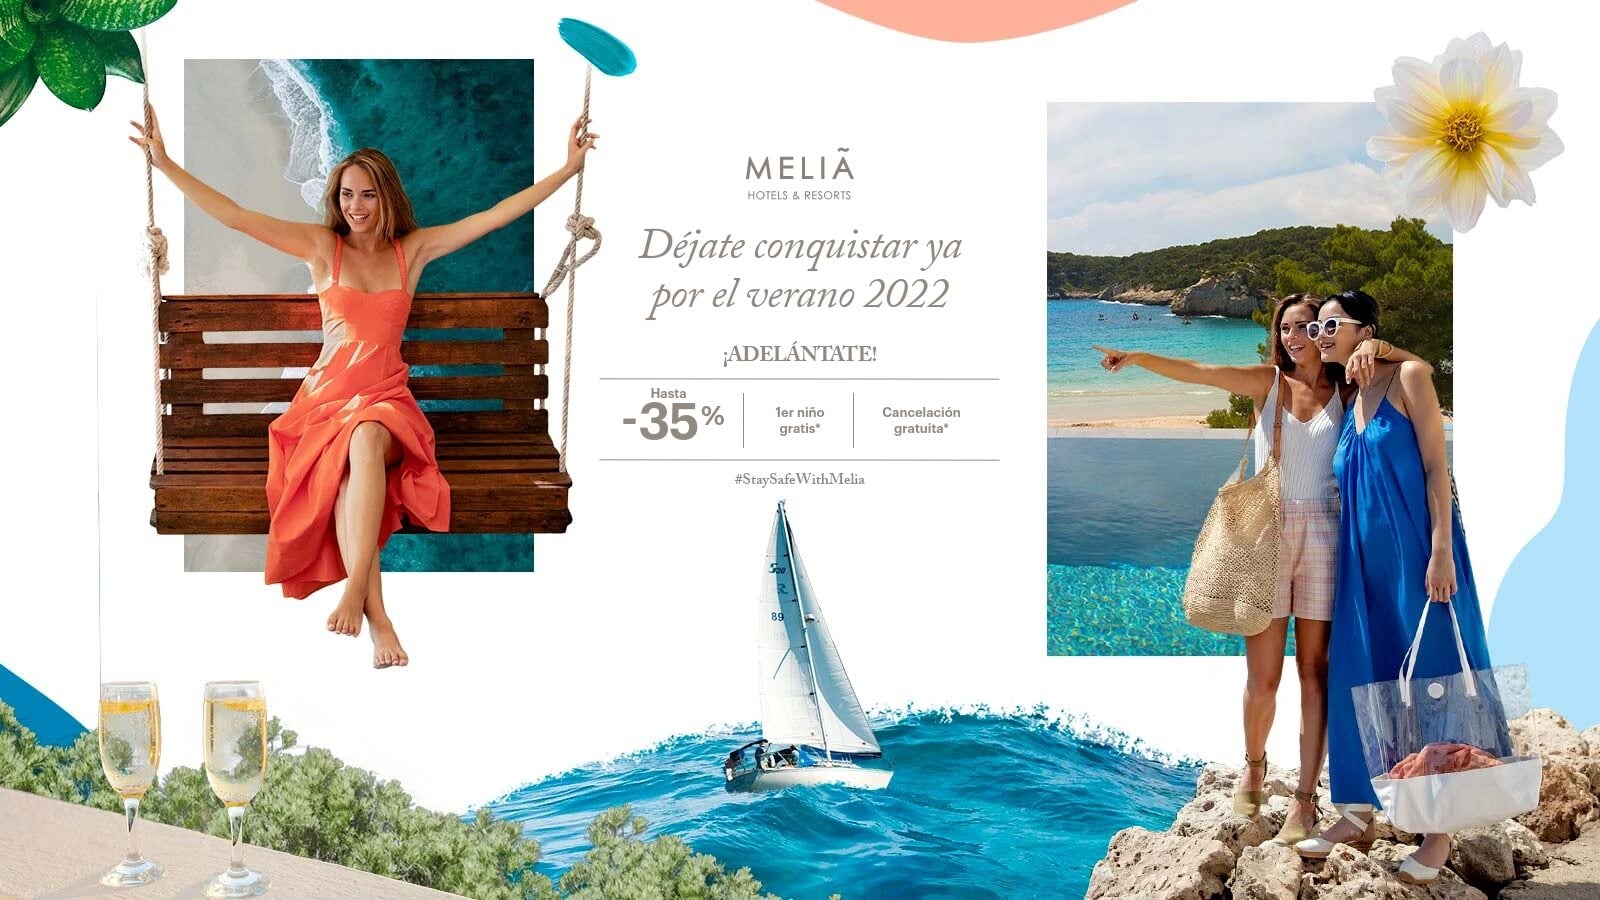 MELIÃ
HOTELS & RESORTS
Déjate conquistar ya
por el verano 2022
¡ADELÁNTATE!
Hasta
-35%
1er niño
gratis*
Cancelación
gratuita*
#StaySafeWithMelia
89